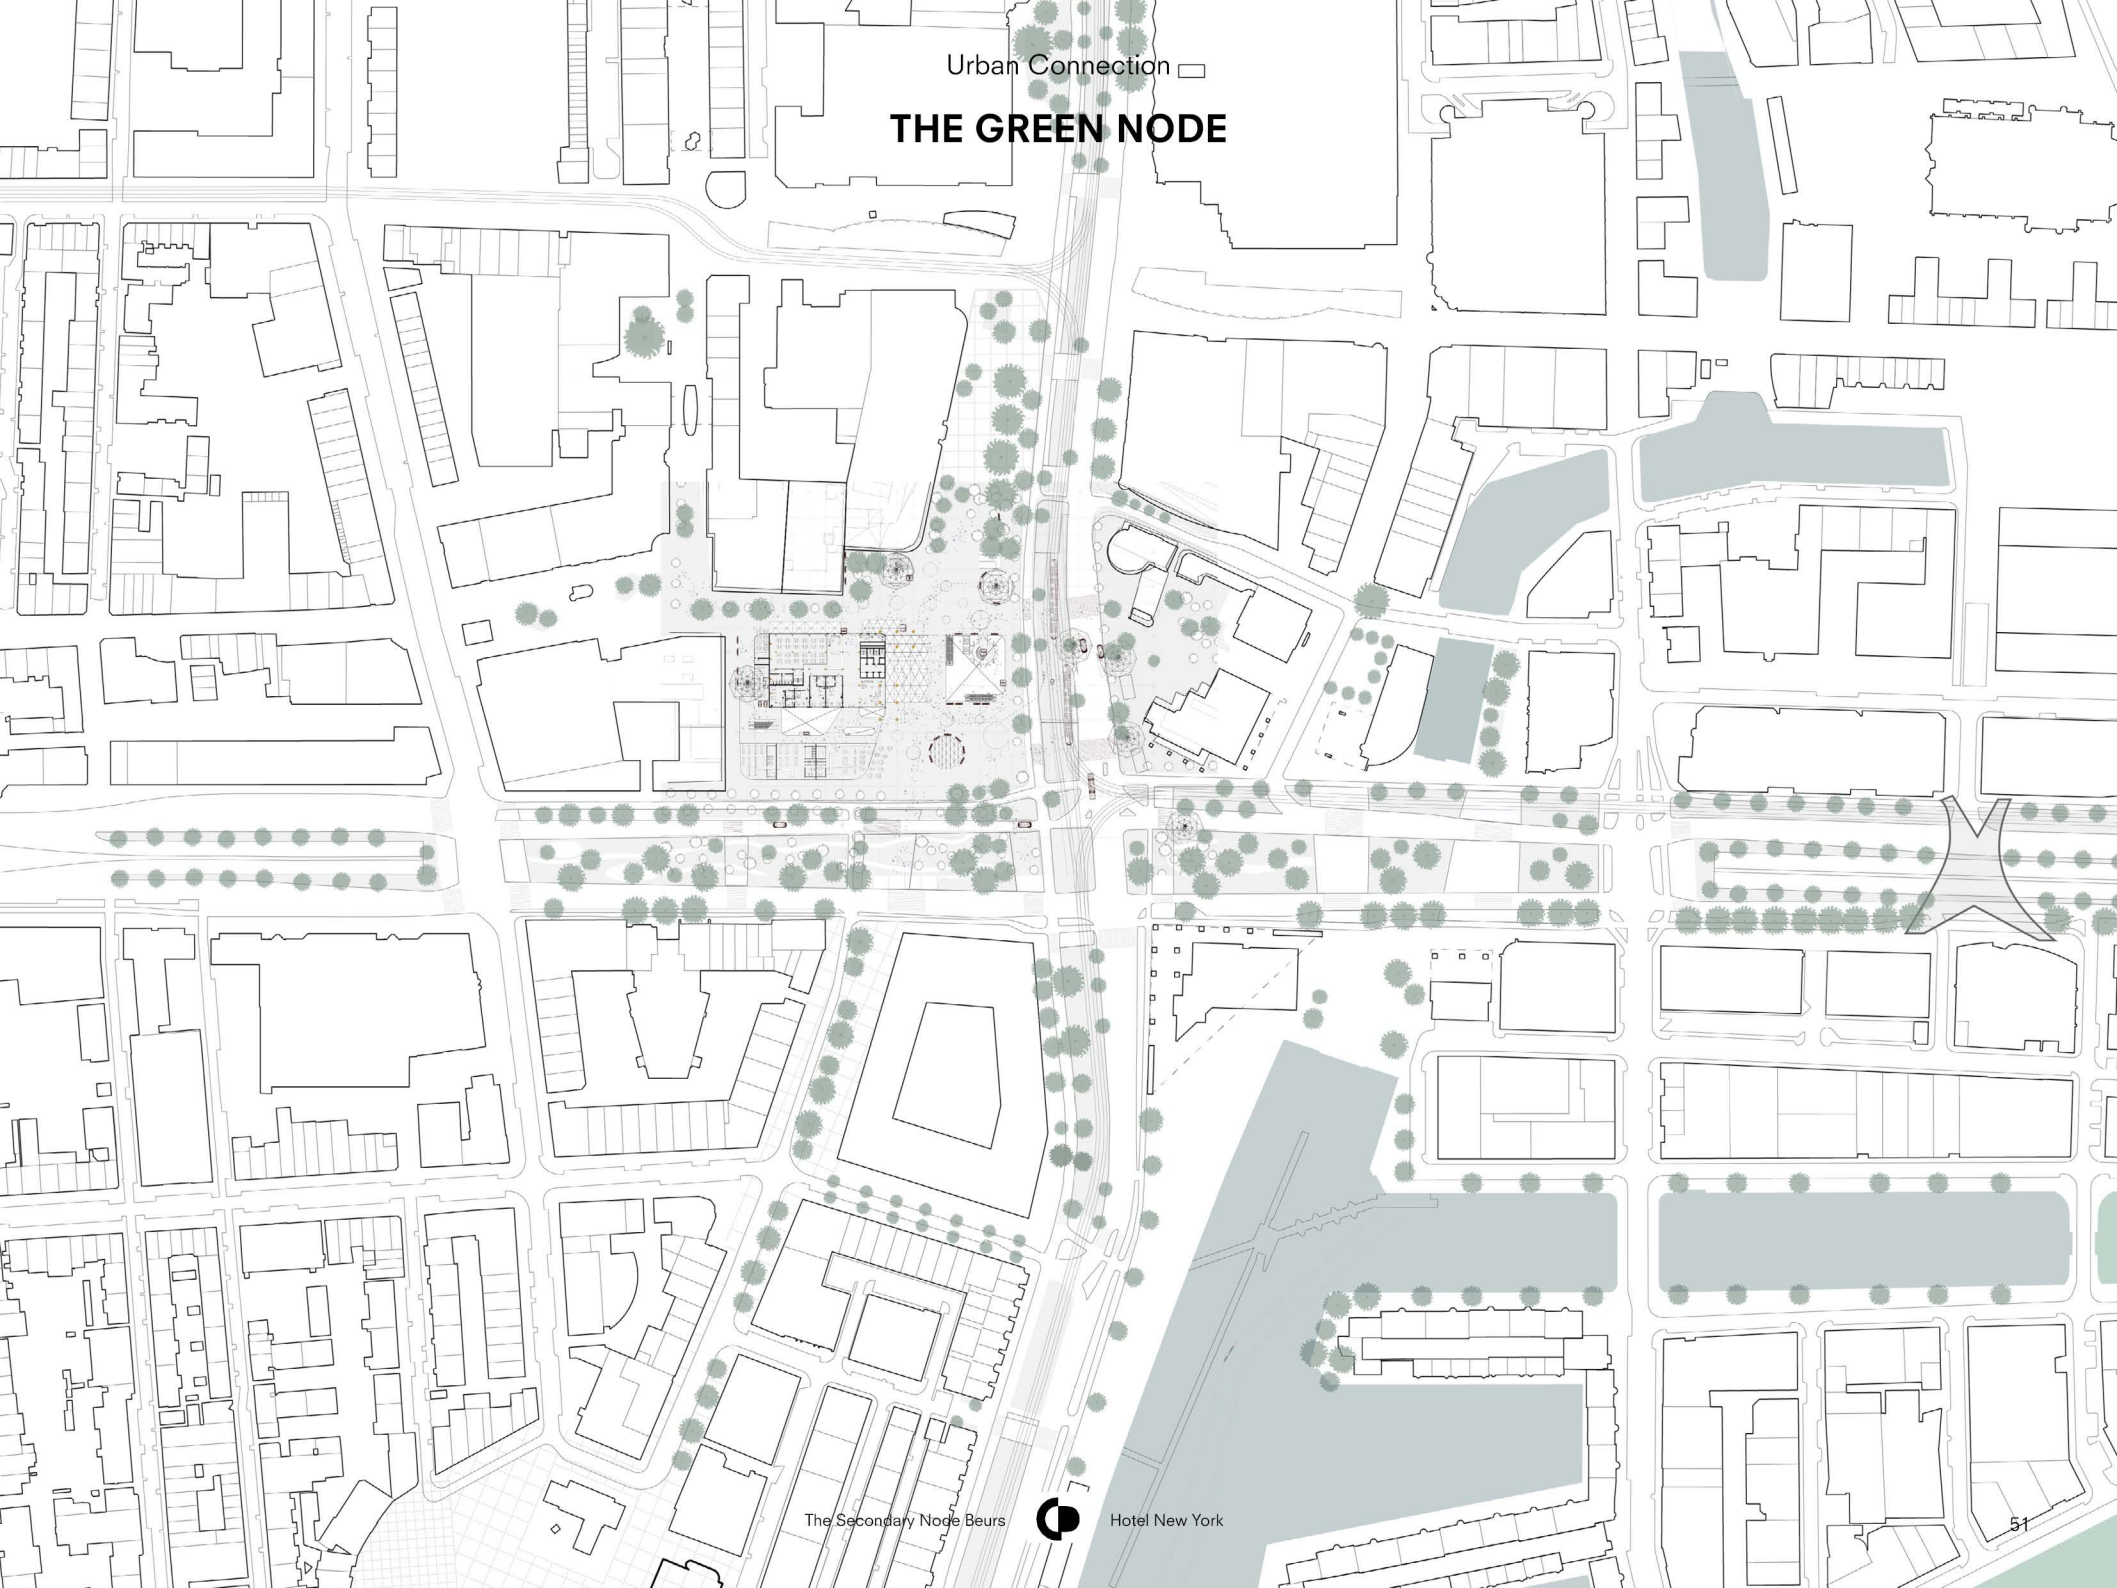 Urban Connection
THE GREEN NODE
The Secondary Node Beurs
Hotel New York
51